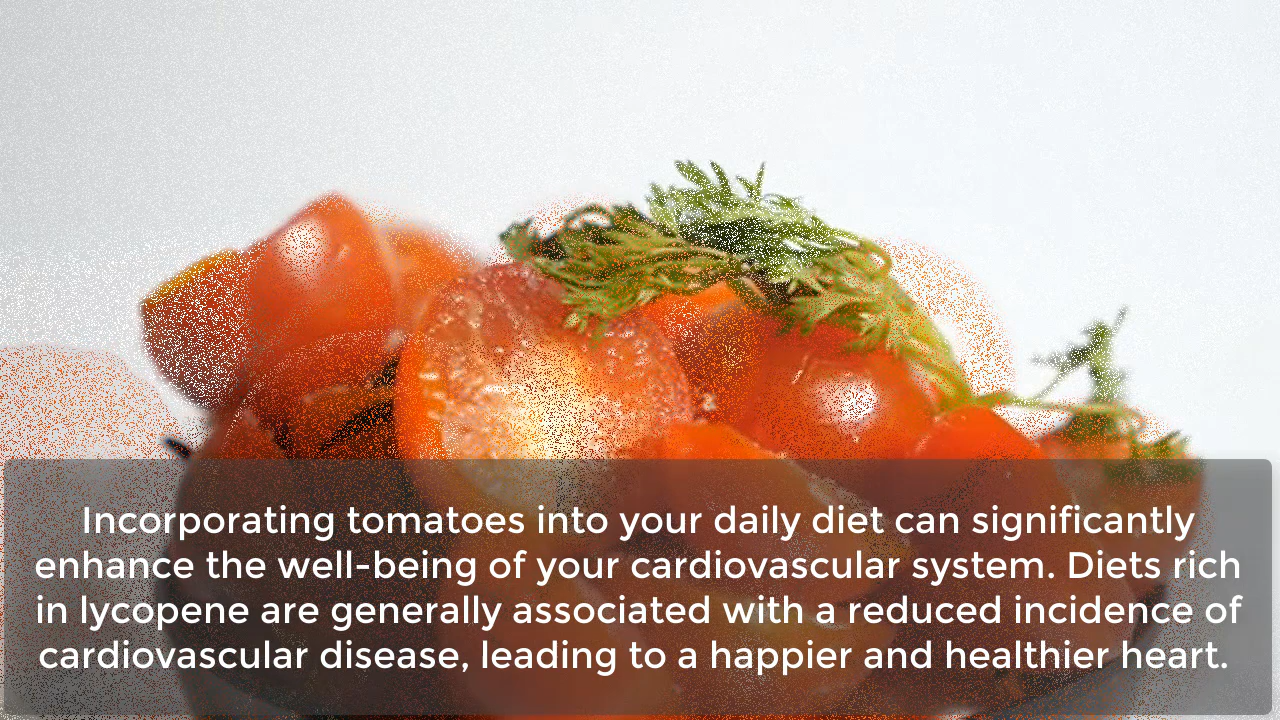 Incorporating tomatoes into your daily diet can significantly
enhance the well-being of your cardiovascular system. Diets rich
in lycopene are generally associated with a reduced incidence of
cardiovascular disease, leading to a happier and healthier heart.